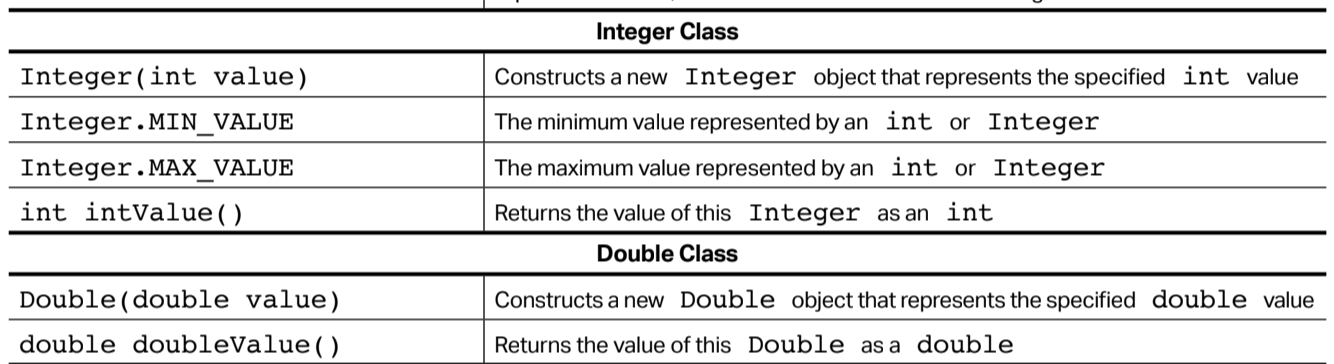 Integer Class
Integer(int value) Constructs a new Integer object that represents the specified int value
Integer.MIN_VALUE The minimum value represented by an int or Integer
Integer.MAX_VALUE The maximum value represented by an int or Integer
int intValue() Returns the value of this Integer as an int
Double Class
Double(double value) Constructs a new Double object that represents the specified double value
double doubleValue() Returns the value of this Double as a double